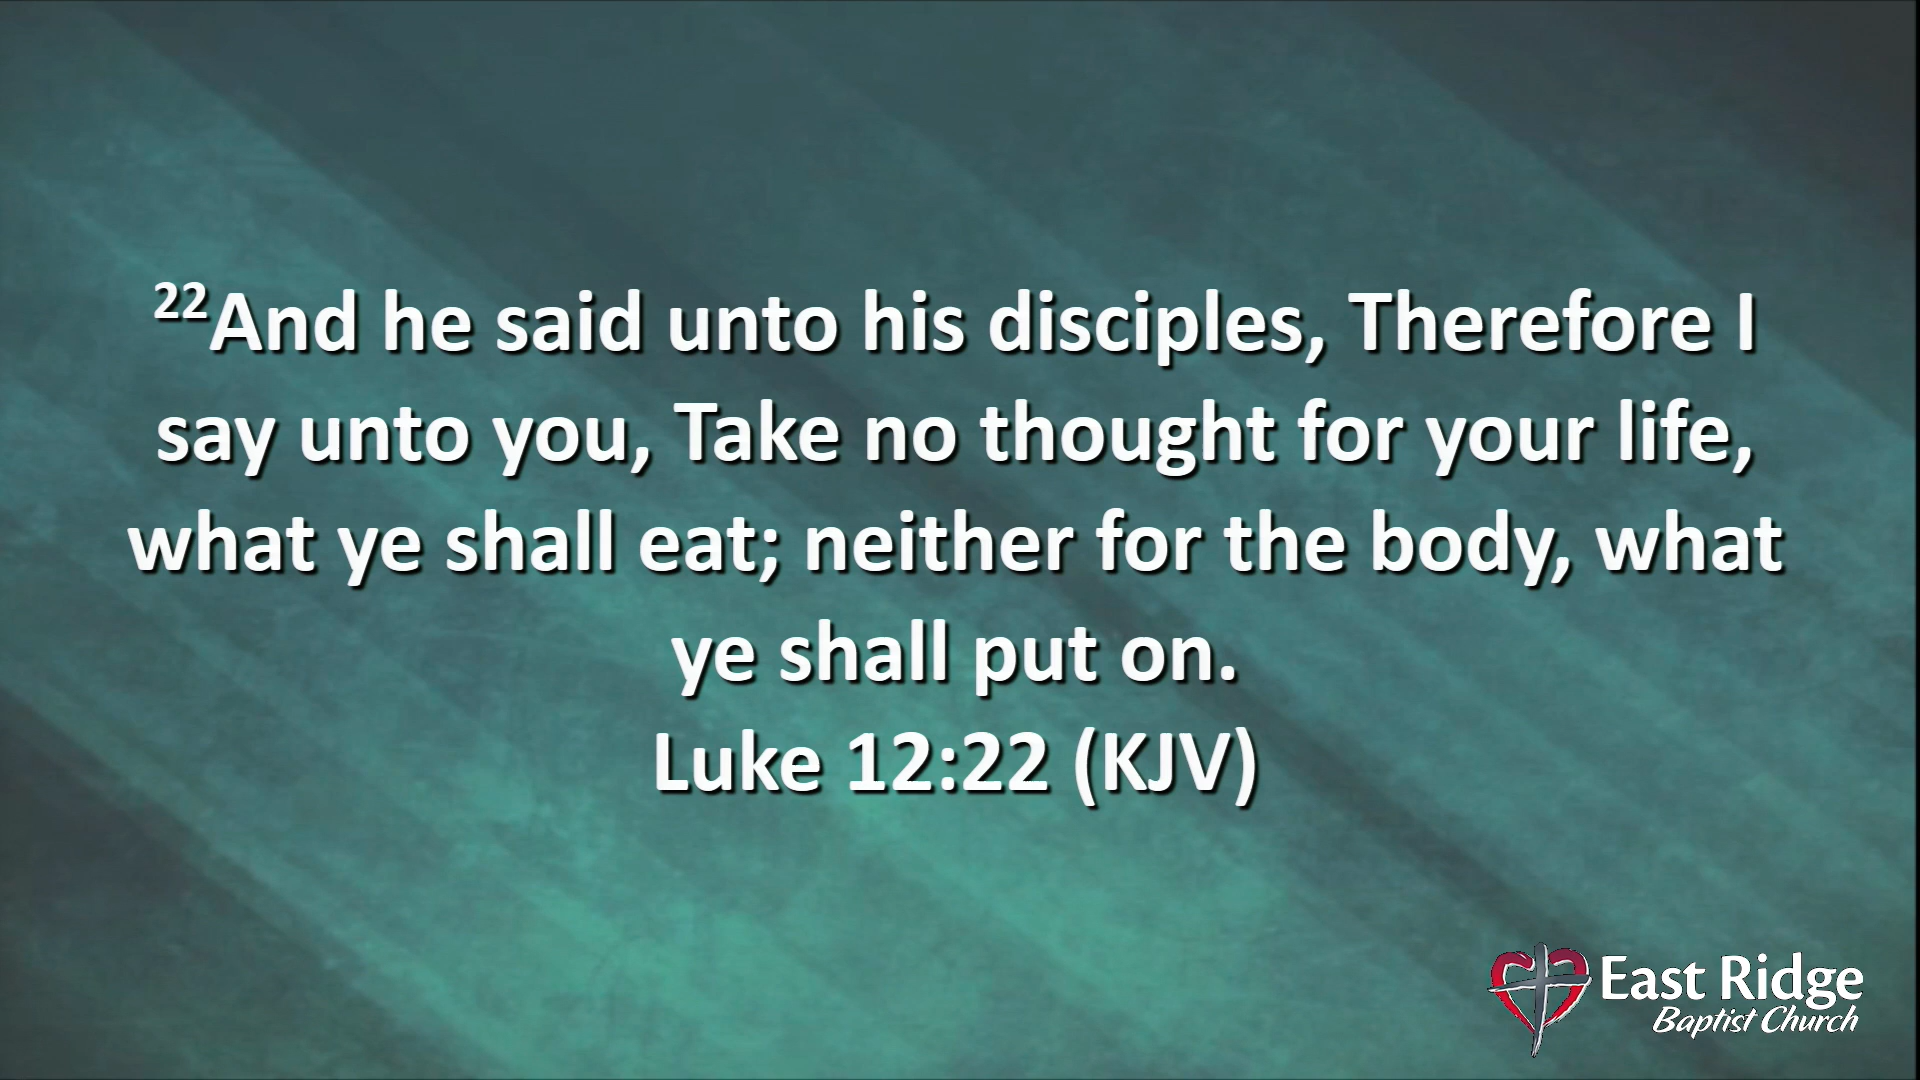 ²²And he said unto his disciples, Therefore I
say unto you, Take no thought for your life,
what ye shall eat; neither for the body, what
ye shall put on.
Luke 12:22 (KJV)
East Ridge
Baptist Church